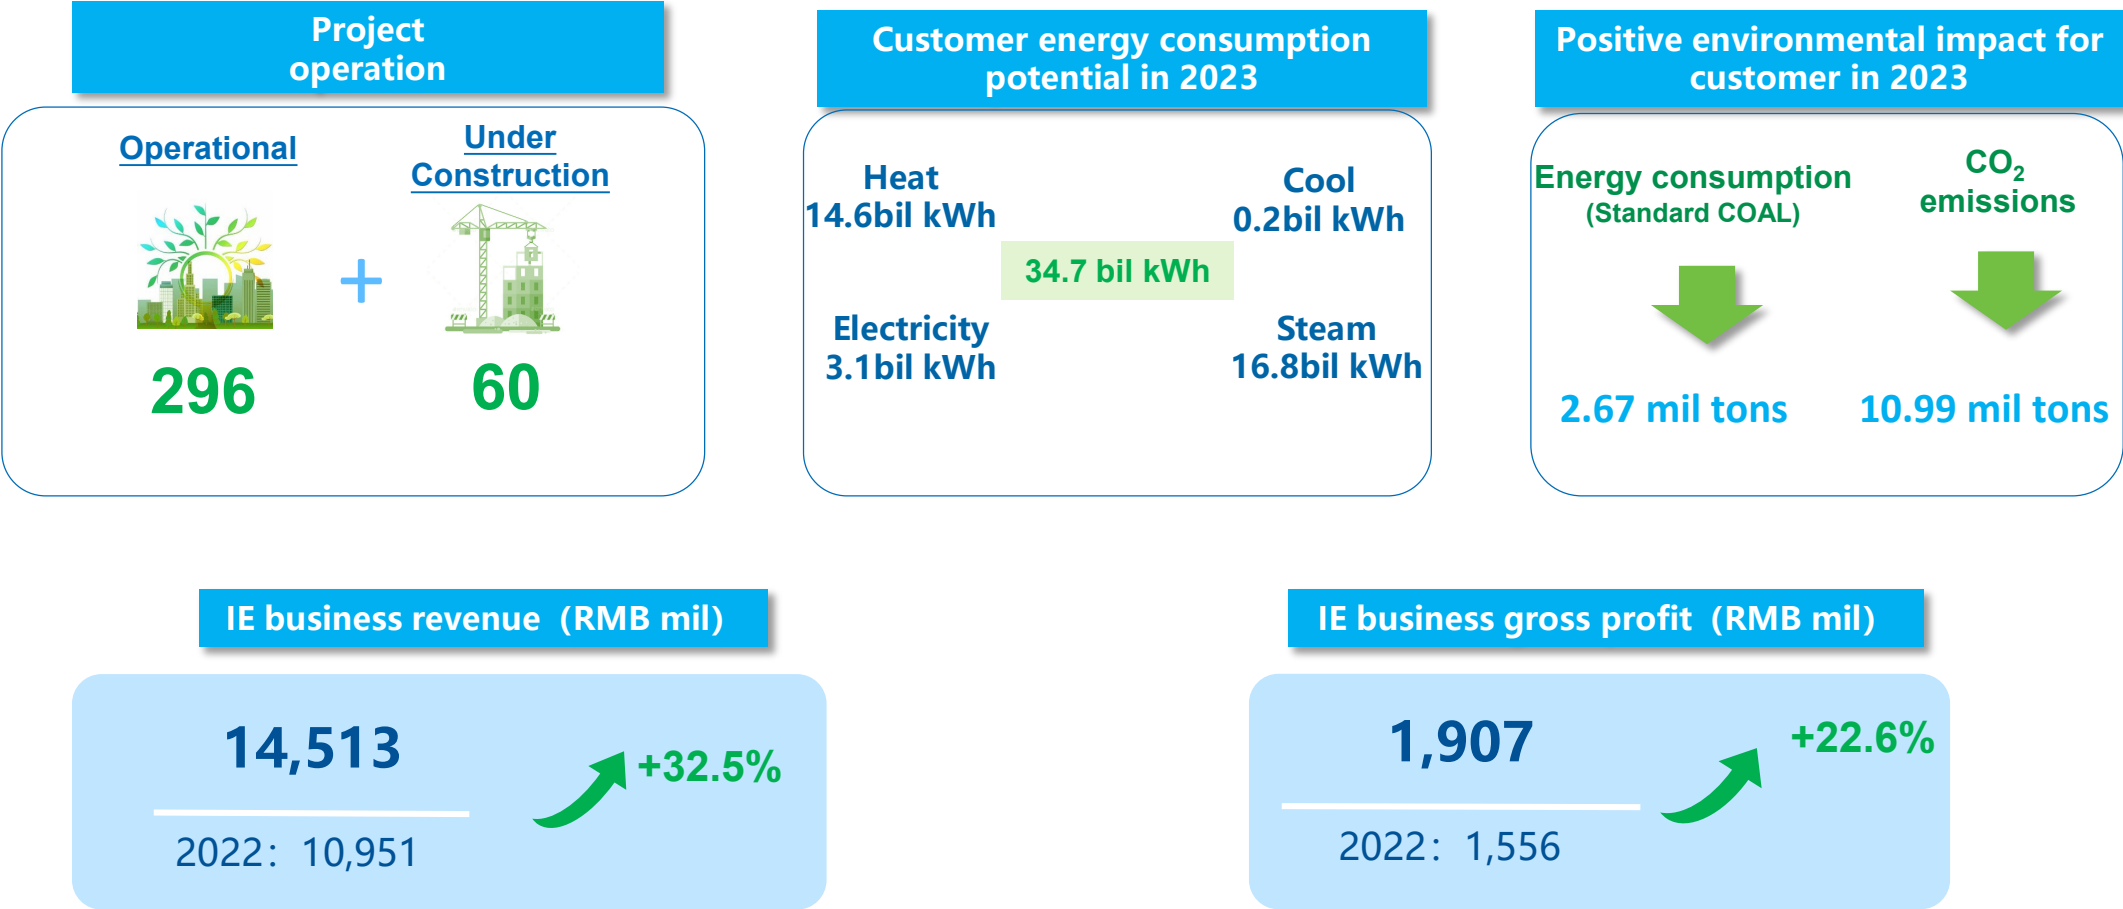 Project
operation
Operational
Under
Construction
+
296
60
Customer energy consumption
potential in 2023
Heat
14.6bil kWh
Cool
0.2bil kWh
34.7 bil kWh
Electricity
3.1bil kWh
Steam
16.8bil kWh
Positive environmental impact for
customer in 2023
Energy consumption
(Standard COAL)
CO₂
emissions
2.67 mil tons
10.99 mil tons
IE business revenue（RMB mil）
14,513
+32.5%
2022：10,951
IE business gross profit（RMB mil）
1,907
+22.6%
2022：1,556